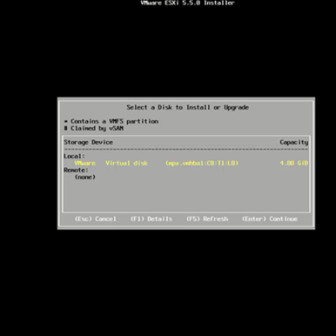 VMware ESXi 5.5.0 Installer
Select a Disk to Install or Upgrade
* Contains a VMFS partition
# Claimed by vSAN
Storage Device Capacity
Local:
VMware Virtual disk (mpx.vmhba1:C0:T1:L0) 4.00 GiB
Remote:
(none)
(Esc) Cancel (F1) Details (F5) Refresh (Enter) Continue